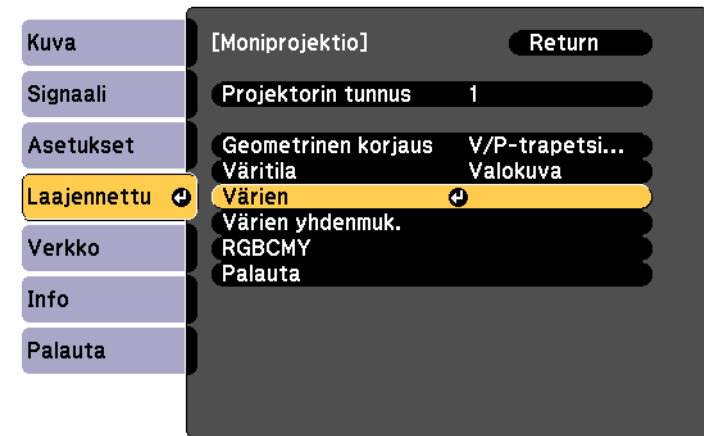 Kuva
Signaali
Asetukset
Laajennettu
Verkko
Info
Palauta
[Moniprojektio] Return
Projektorin tunnus 1
Geometrinen korjaus V/P-trapetsi...
Väritila Valokuva
Värien
Värien yhdenmuk.
RGBCMY
Palauta